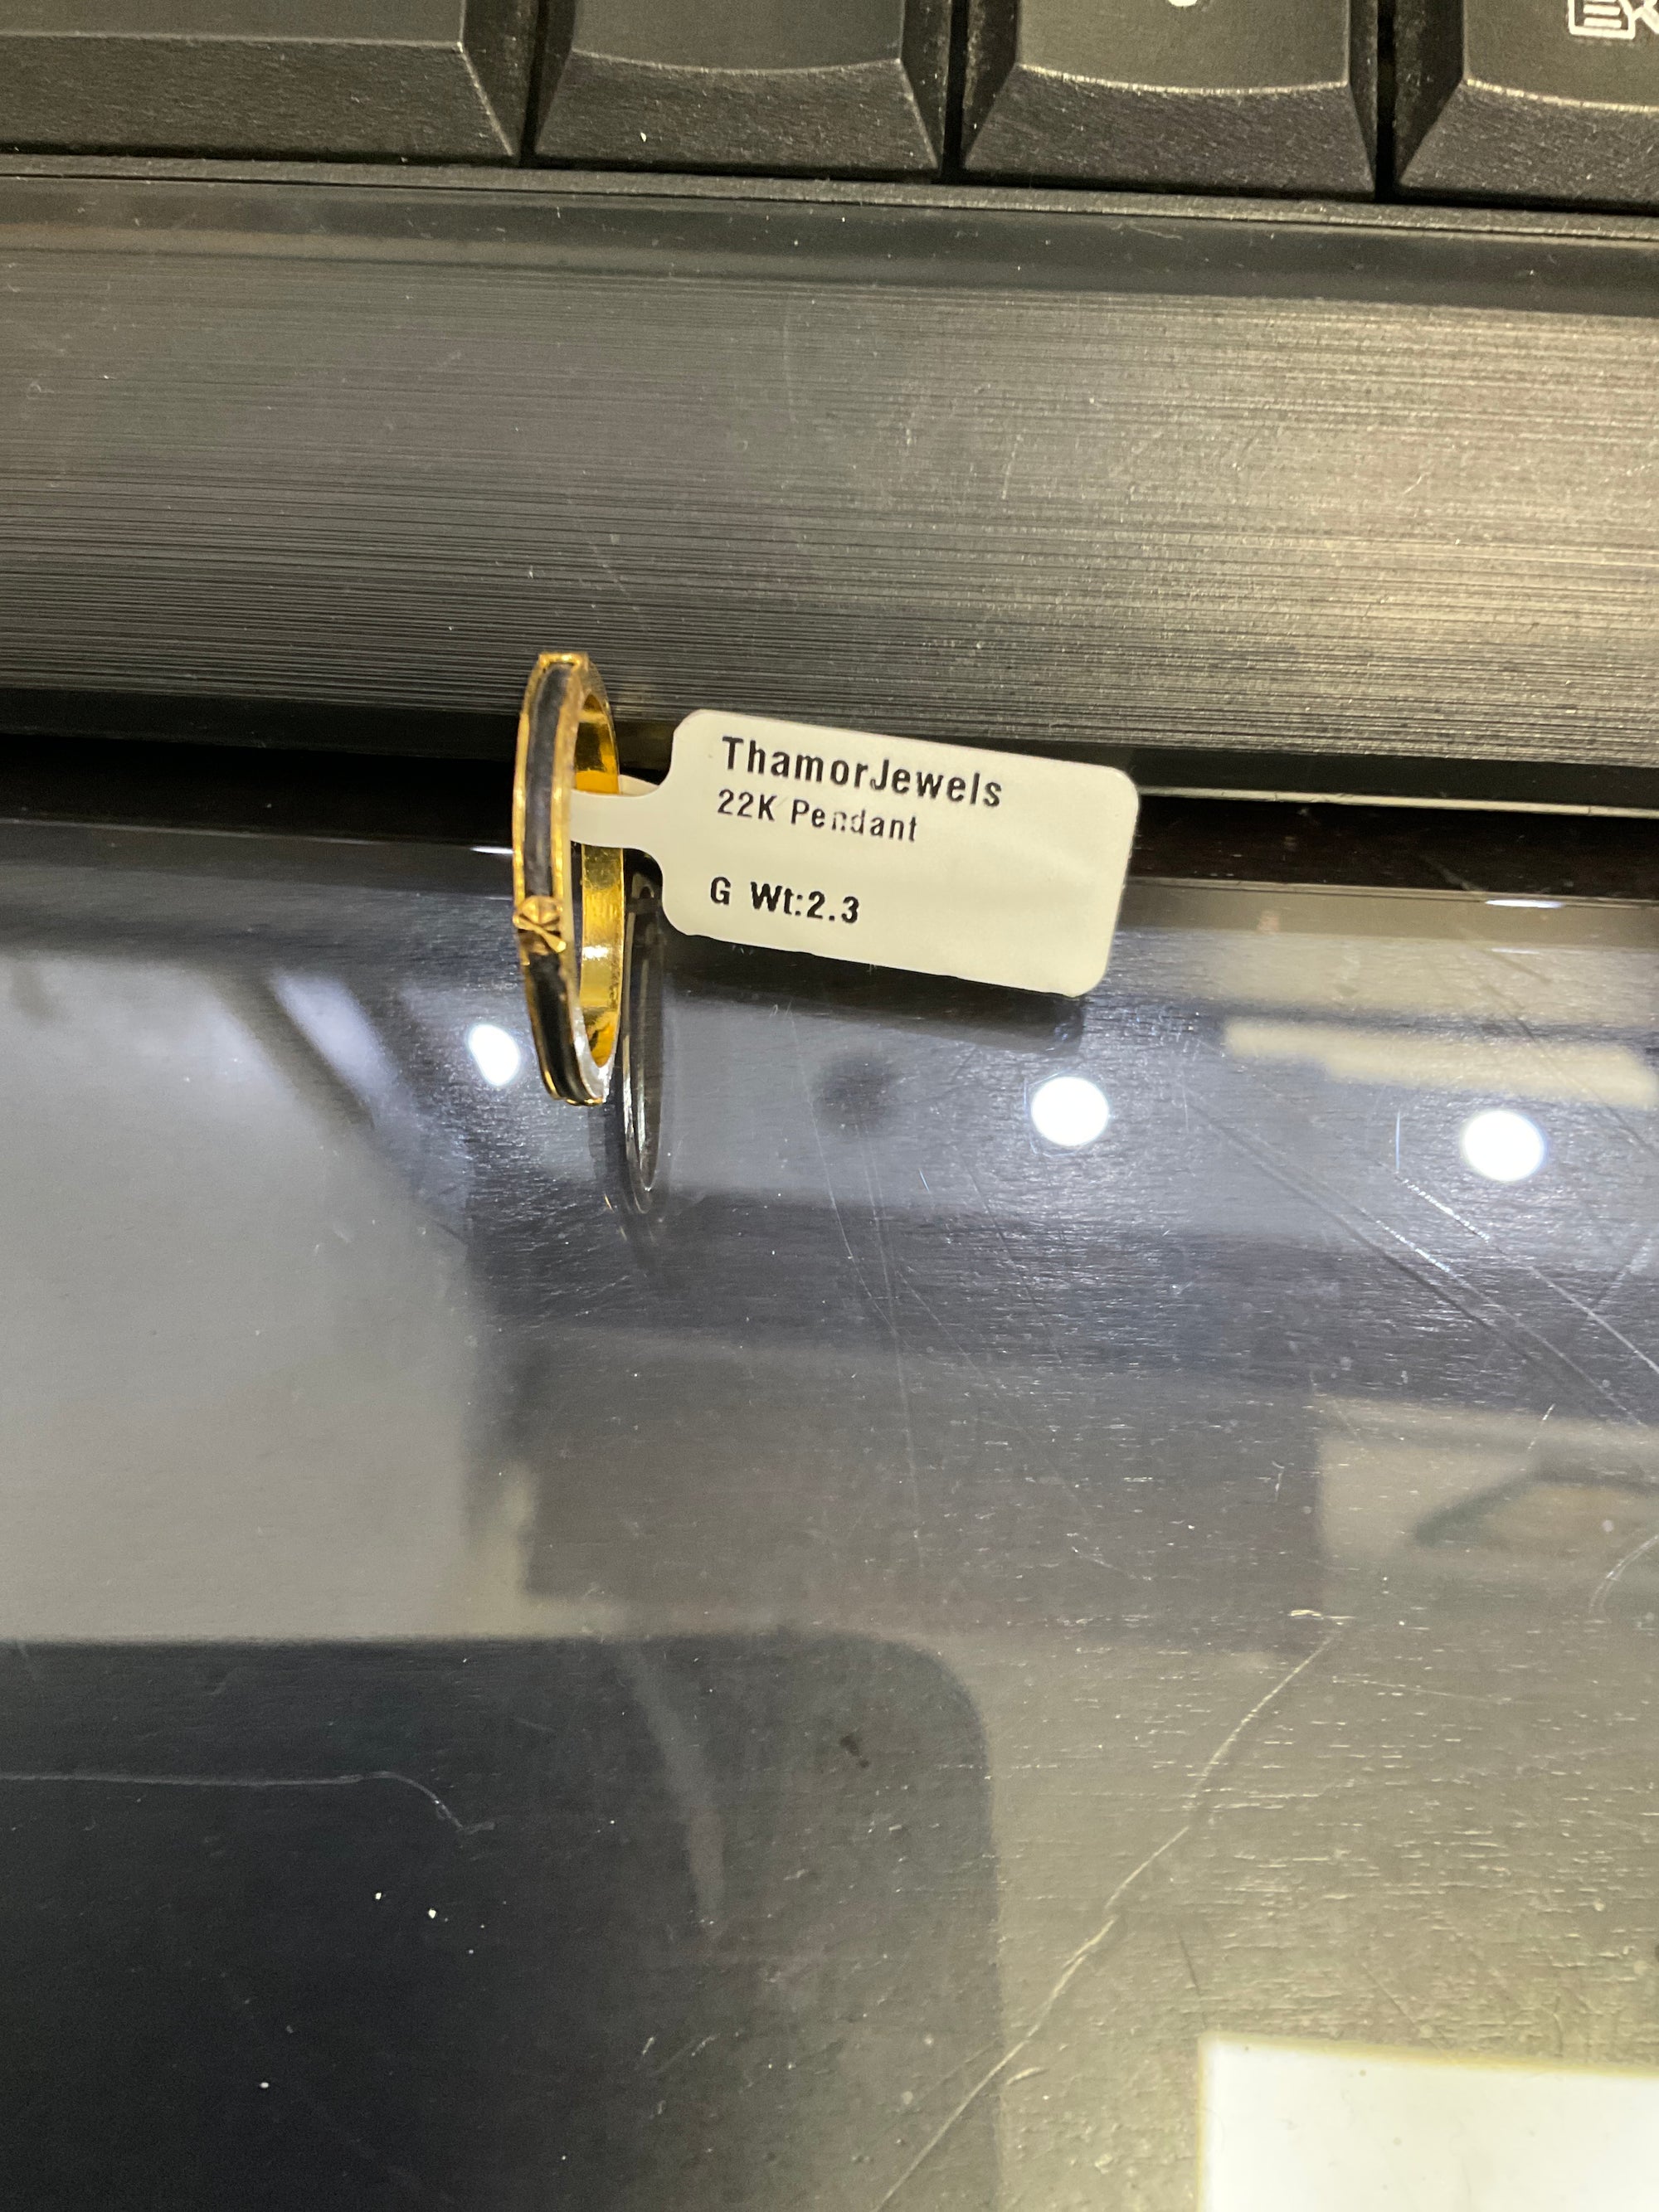 ThamorJewels
22K Pendant
G Wt:2.3